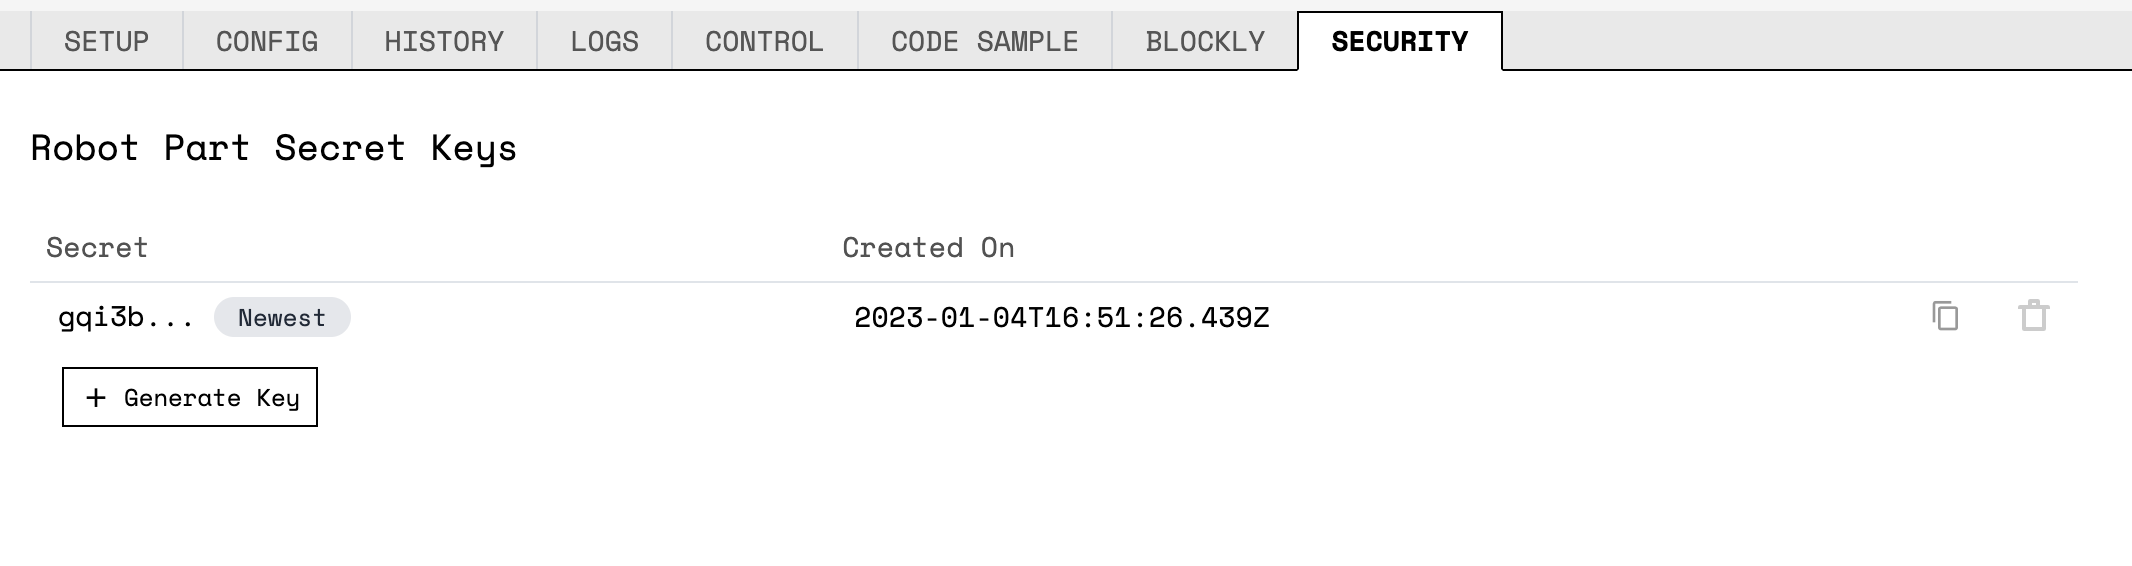 SETUP CONFIG HISTORY LOGS CONTROL CODE SAMPLE BLOCKLY SECURITY
Robot Part Secret Keys
Secret Created On
gqi3b... Newest 2023-01-04T16:51:26.439Z
+ Generate Key